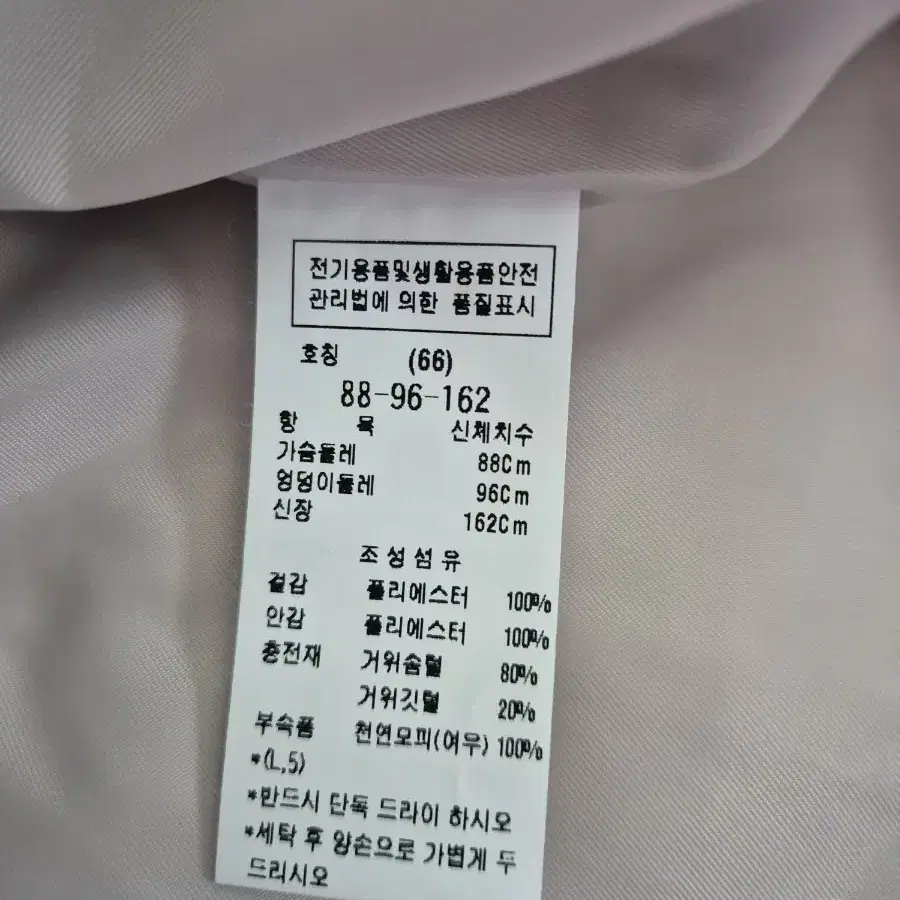 전기용품및생활용품안전
관리법에 의한 품질표시
호칭 (66)
88-96-162
항 목 신체치수
가슴둘레 88Cm
엉덩이둘레 96Cm
신장 162Cm
조성섬유
겉감 폴리에스터 100%
안감 폴리에스터 100%
충전재 거위솜털 80%
거위깃털 20%
부속품 천연모피(여우) 100%
*(L,5)
*반드시 단독 드라이 하시오
*세탁 후 양손으로 가볍게 두
드리시오